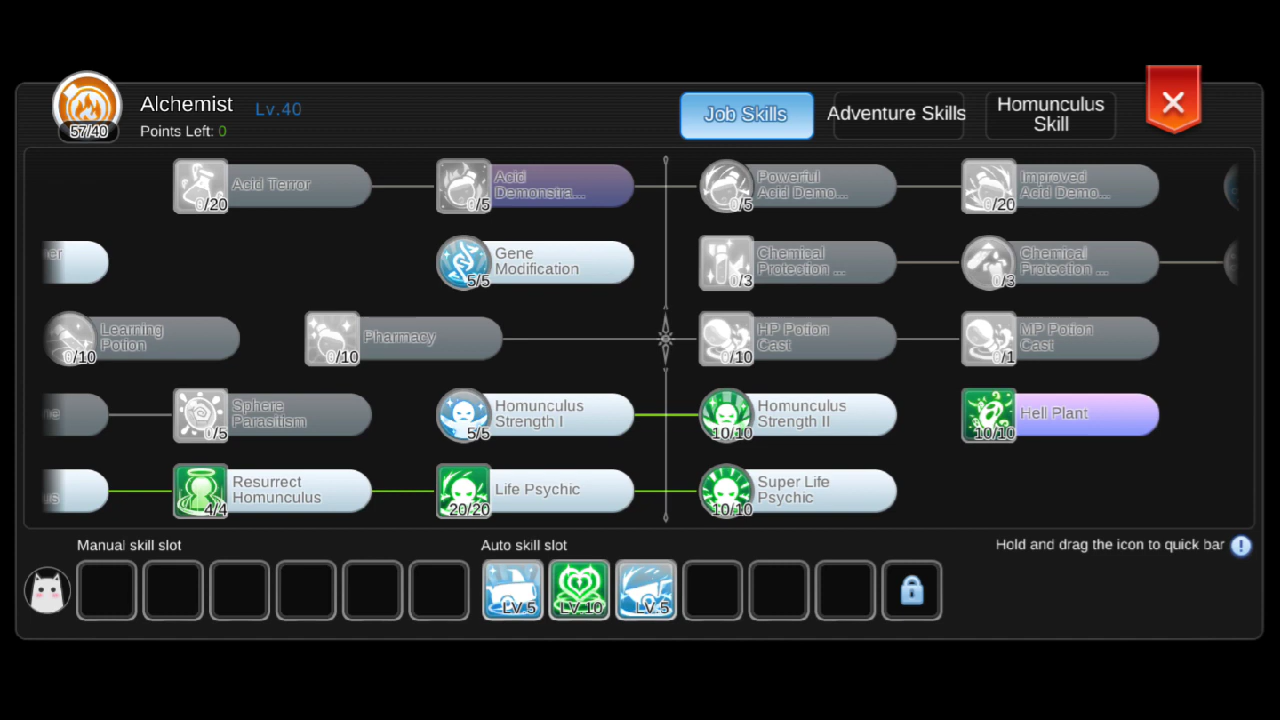 Alchemist
Lv.40
57/40
Points Left: 0
Job Skills
Adventure Skills
Homunculus
Skill
Acid Terror
0/20
Acid
Demonstra...
0/5
Powerful
Acid Demo...
0/5
Improved
Acid Demo...
0/20
Gene
Modification
5/5
Chemical
Protection ...
0/3
Chemical
Protection ...
0/3
Learning
Potion
0/10
Pharmacy
0/10
HP Potion
Cast
0/10
MP Potion
Cast
0/1
Sphere
Parasitism
0/5
Homunculus
Strength I
5/5
Homunculus
Strength II
10/10
Hell Plant
10/10
Resurrect
Homunculus
4/4
Life Psychic
20/20
Super Life
Psychic
10/10
Manual skill slot
Auto skill slot
Hold and drag the icon to quick bar
LV.5
LV.10
LV.5